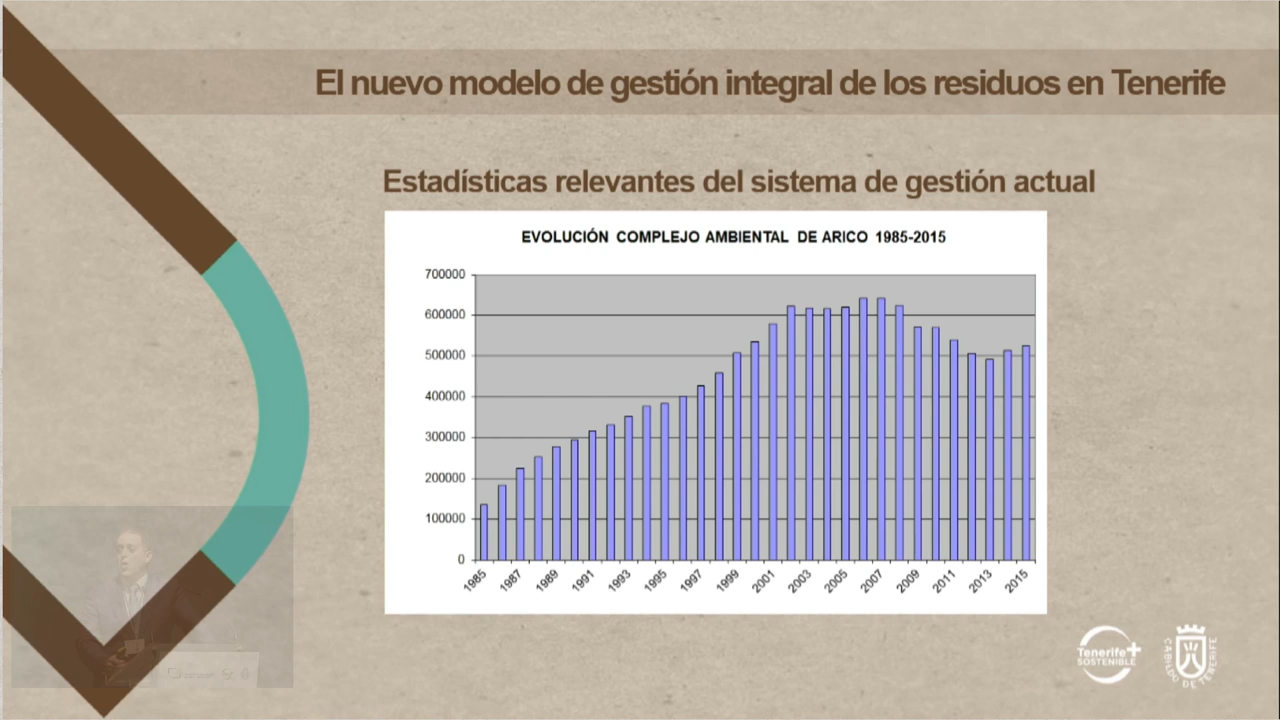 El nuevo modelo de gestión integral de los residuos en Tenerife
Estadísticas relevantes del sistema de gestión actual
EVOLUCIÓN COMPLEJO AMBIENTAL DE ARICO 1985-2015
700000
600000
500000
400000
300000
200000
100000
0
1985 1987 1989 1991 1993 1995 1997 1999 2001 2003 2005 2007 2009 2011 2013 2015
Tenerife+
SOSTENIBLE
CABILDO DE TENERIFE